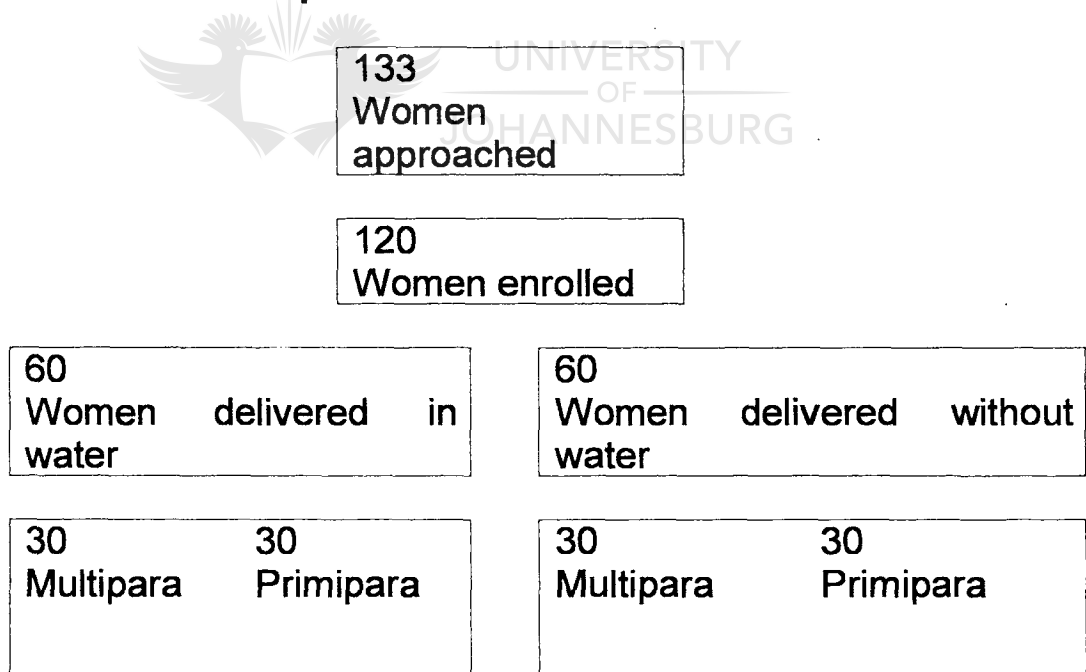 UNIVERSITY
OF
JOHANNESBURG
133
Women
approached
120
Women enrolled
60
Women delivered in
water
60
Women delivered without
water
30 30
Multipara Primipara
30 30
Multipara Primipara